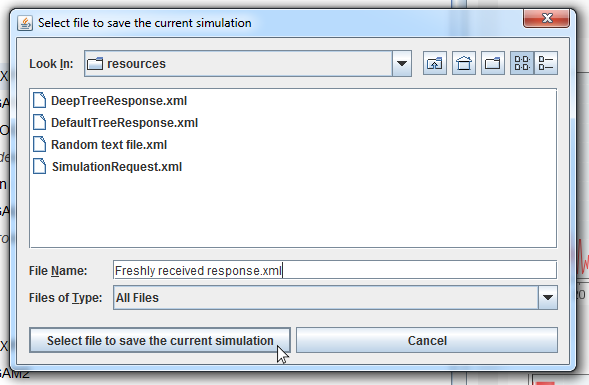 Select file to save the current simulation
Look In: resources
DeepTreeResponse.xml
DefaultTreeResponse.xml
Random text file.xml
SimulationRequest.xml
File Name: Freshly received response.xml
Files of Type: All Files
Select file to save the current simulation Cancel
20
GAM2